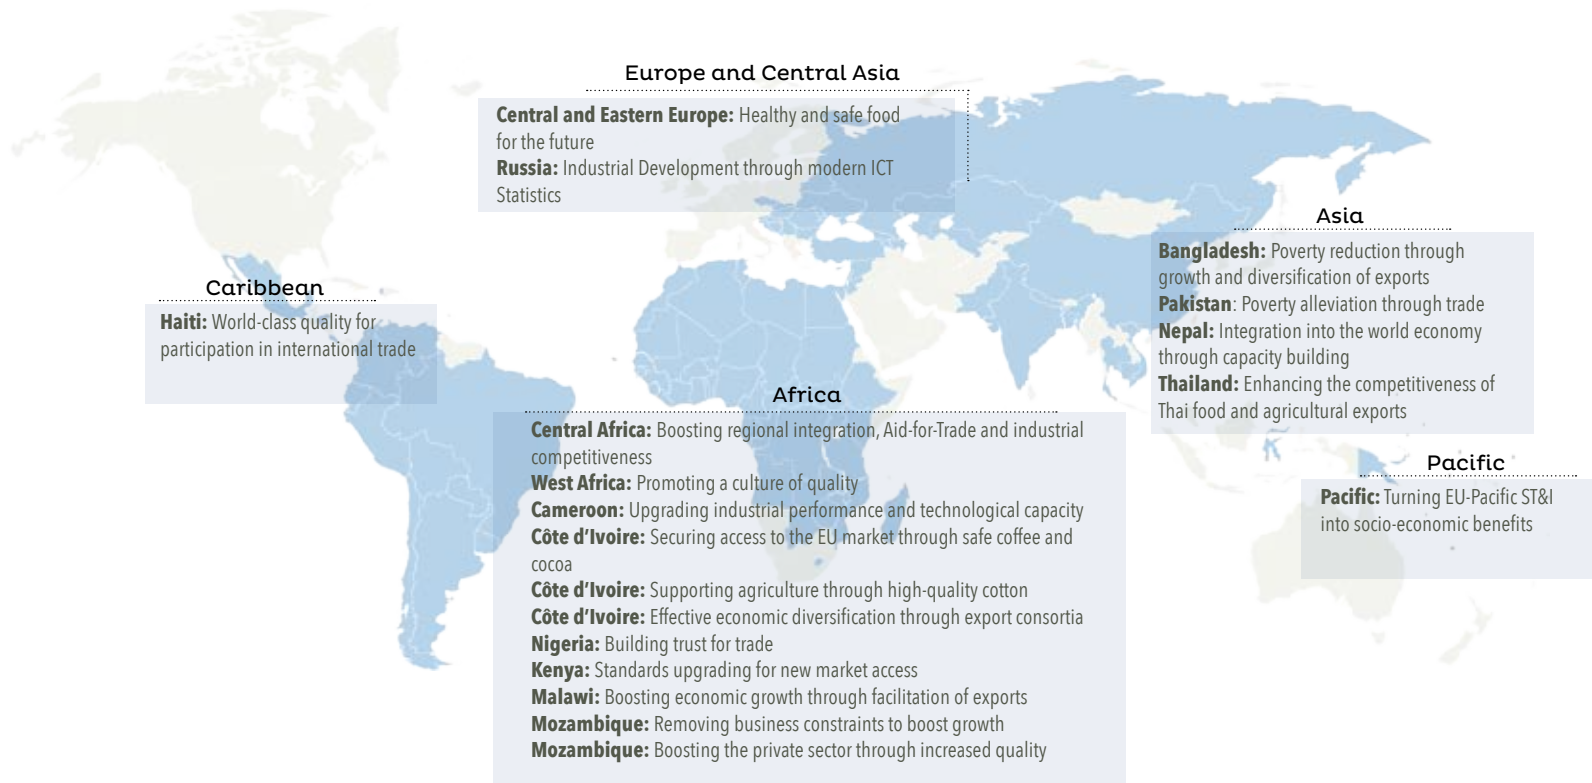 Europe and Central Asia
Central and Eastern Europe: Healthy and safe food
for the future
Russia: Industrial Development through modern ICT
Statistics
Asia
Bangladesh: Poverty reduction through
growth and diversification of exports
Pakistan: Poverty alleviation through trade
Nepal: Integration into the world economy
through capacity building
Thailand: Enhancing the competitiveness of
Thai food and agricultural exports
Caribbean
Haiti: World-class quality for
participation in international trade
Africa
Central Africa: Boosting regional integration, Aid-for-Trade and industrial
competitiveness
West Africa: Promoting a culture of quality
Cameroon: Upgrading industrial performance and technological capacity
Côte d'Ivoire: Securing access to the EU market through safe coffee and
cocoa
Côte d'Ivoire: Supporting agriculture through high-quality cotton
Côte d'Ivoire: Effective economic diversification through export consortia
Nigeria: Building trust for trade
Kenya: Standards upgrading for new market access
Malawi: Boosting economic growth through facilitation of exports
Mozambique: Removing business constraints to boost growth
Mozambique: Boosting the private sector through increased quality
Pacific
Pacific: Turning EU-Pacific ST&I
into socio-economic benefits